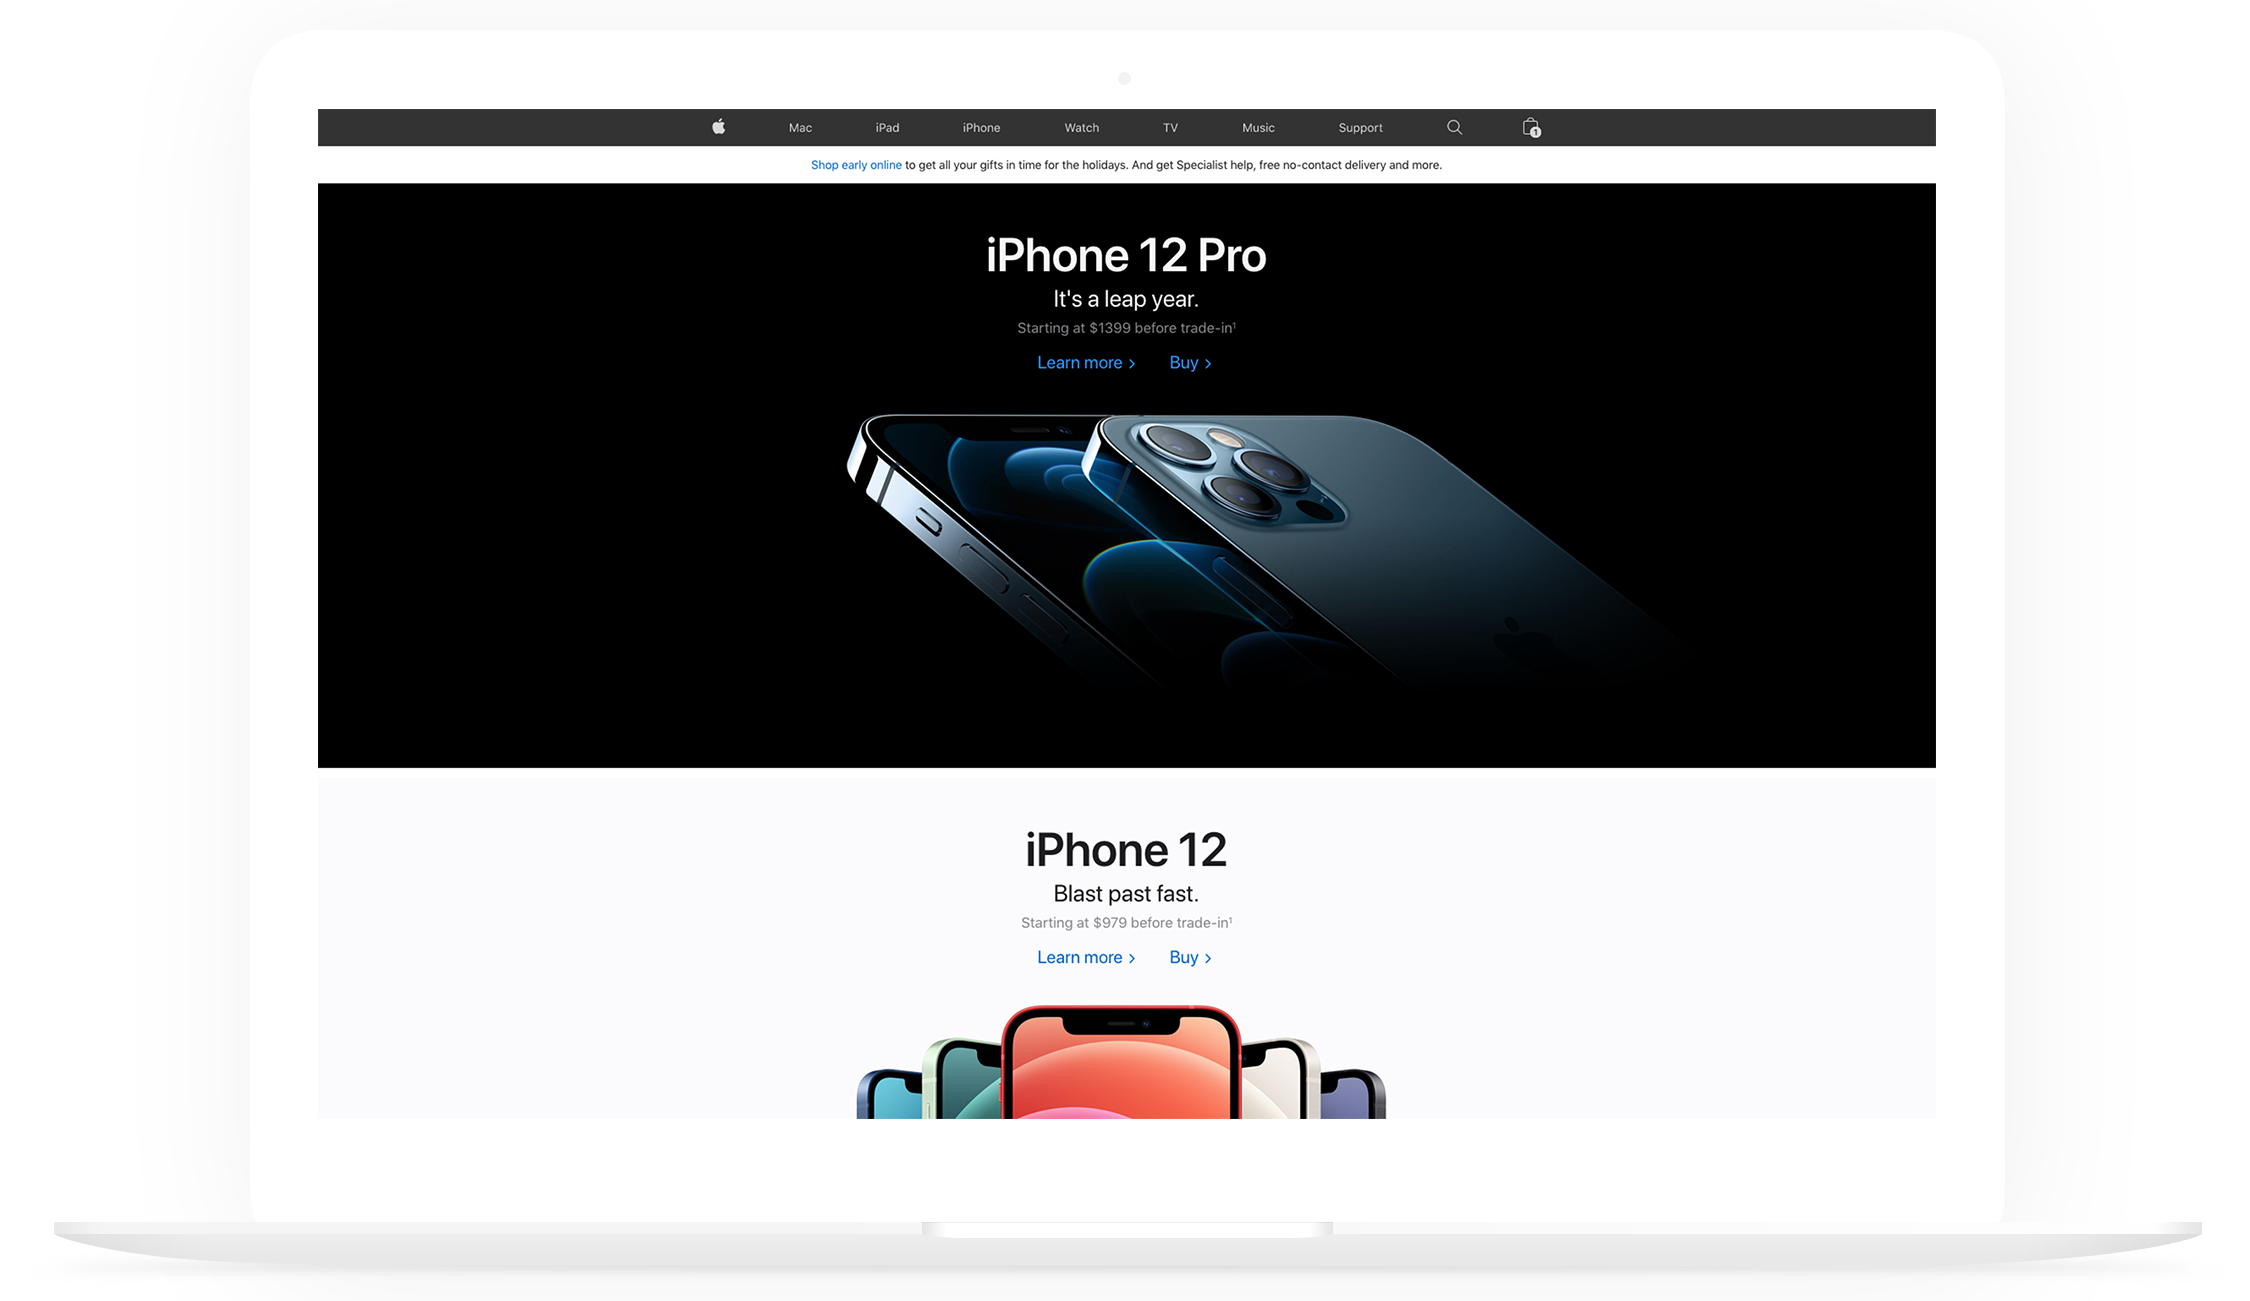 Mac iPad iPhone Watch TV Music Support 1
Shop early online to get all your gifts in time for the holidays. And get Specialist help, free no-contact delivery and more.
iPhone 12 Pro
It's a leap year.
Starting at $1399 before trade-in¹
Learn more > Buy >
iPhone 12
Blast past fast.
Starting at $979 before trade-in¹
Learn more > Buy >